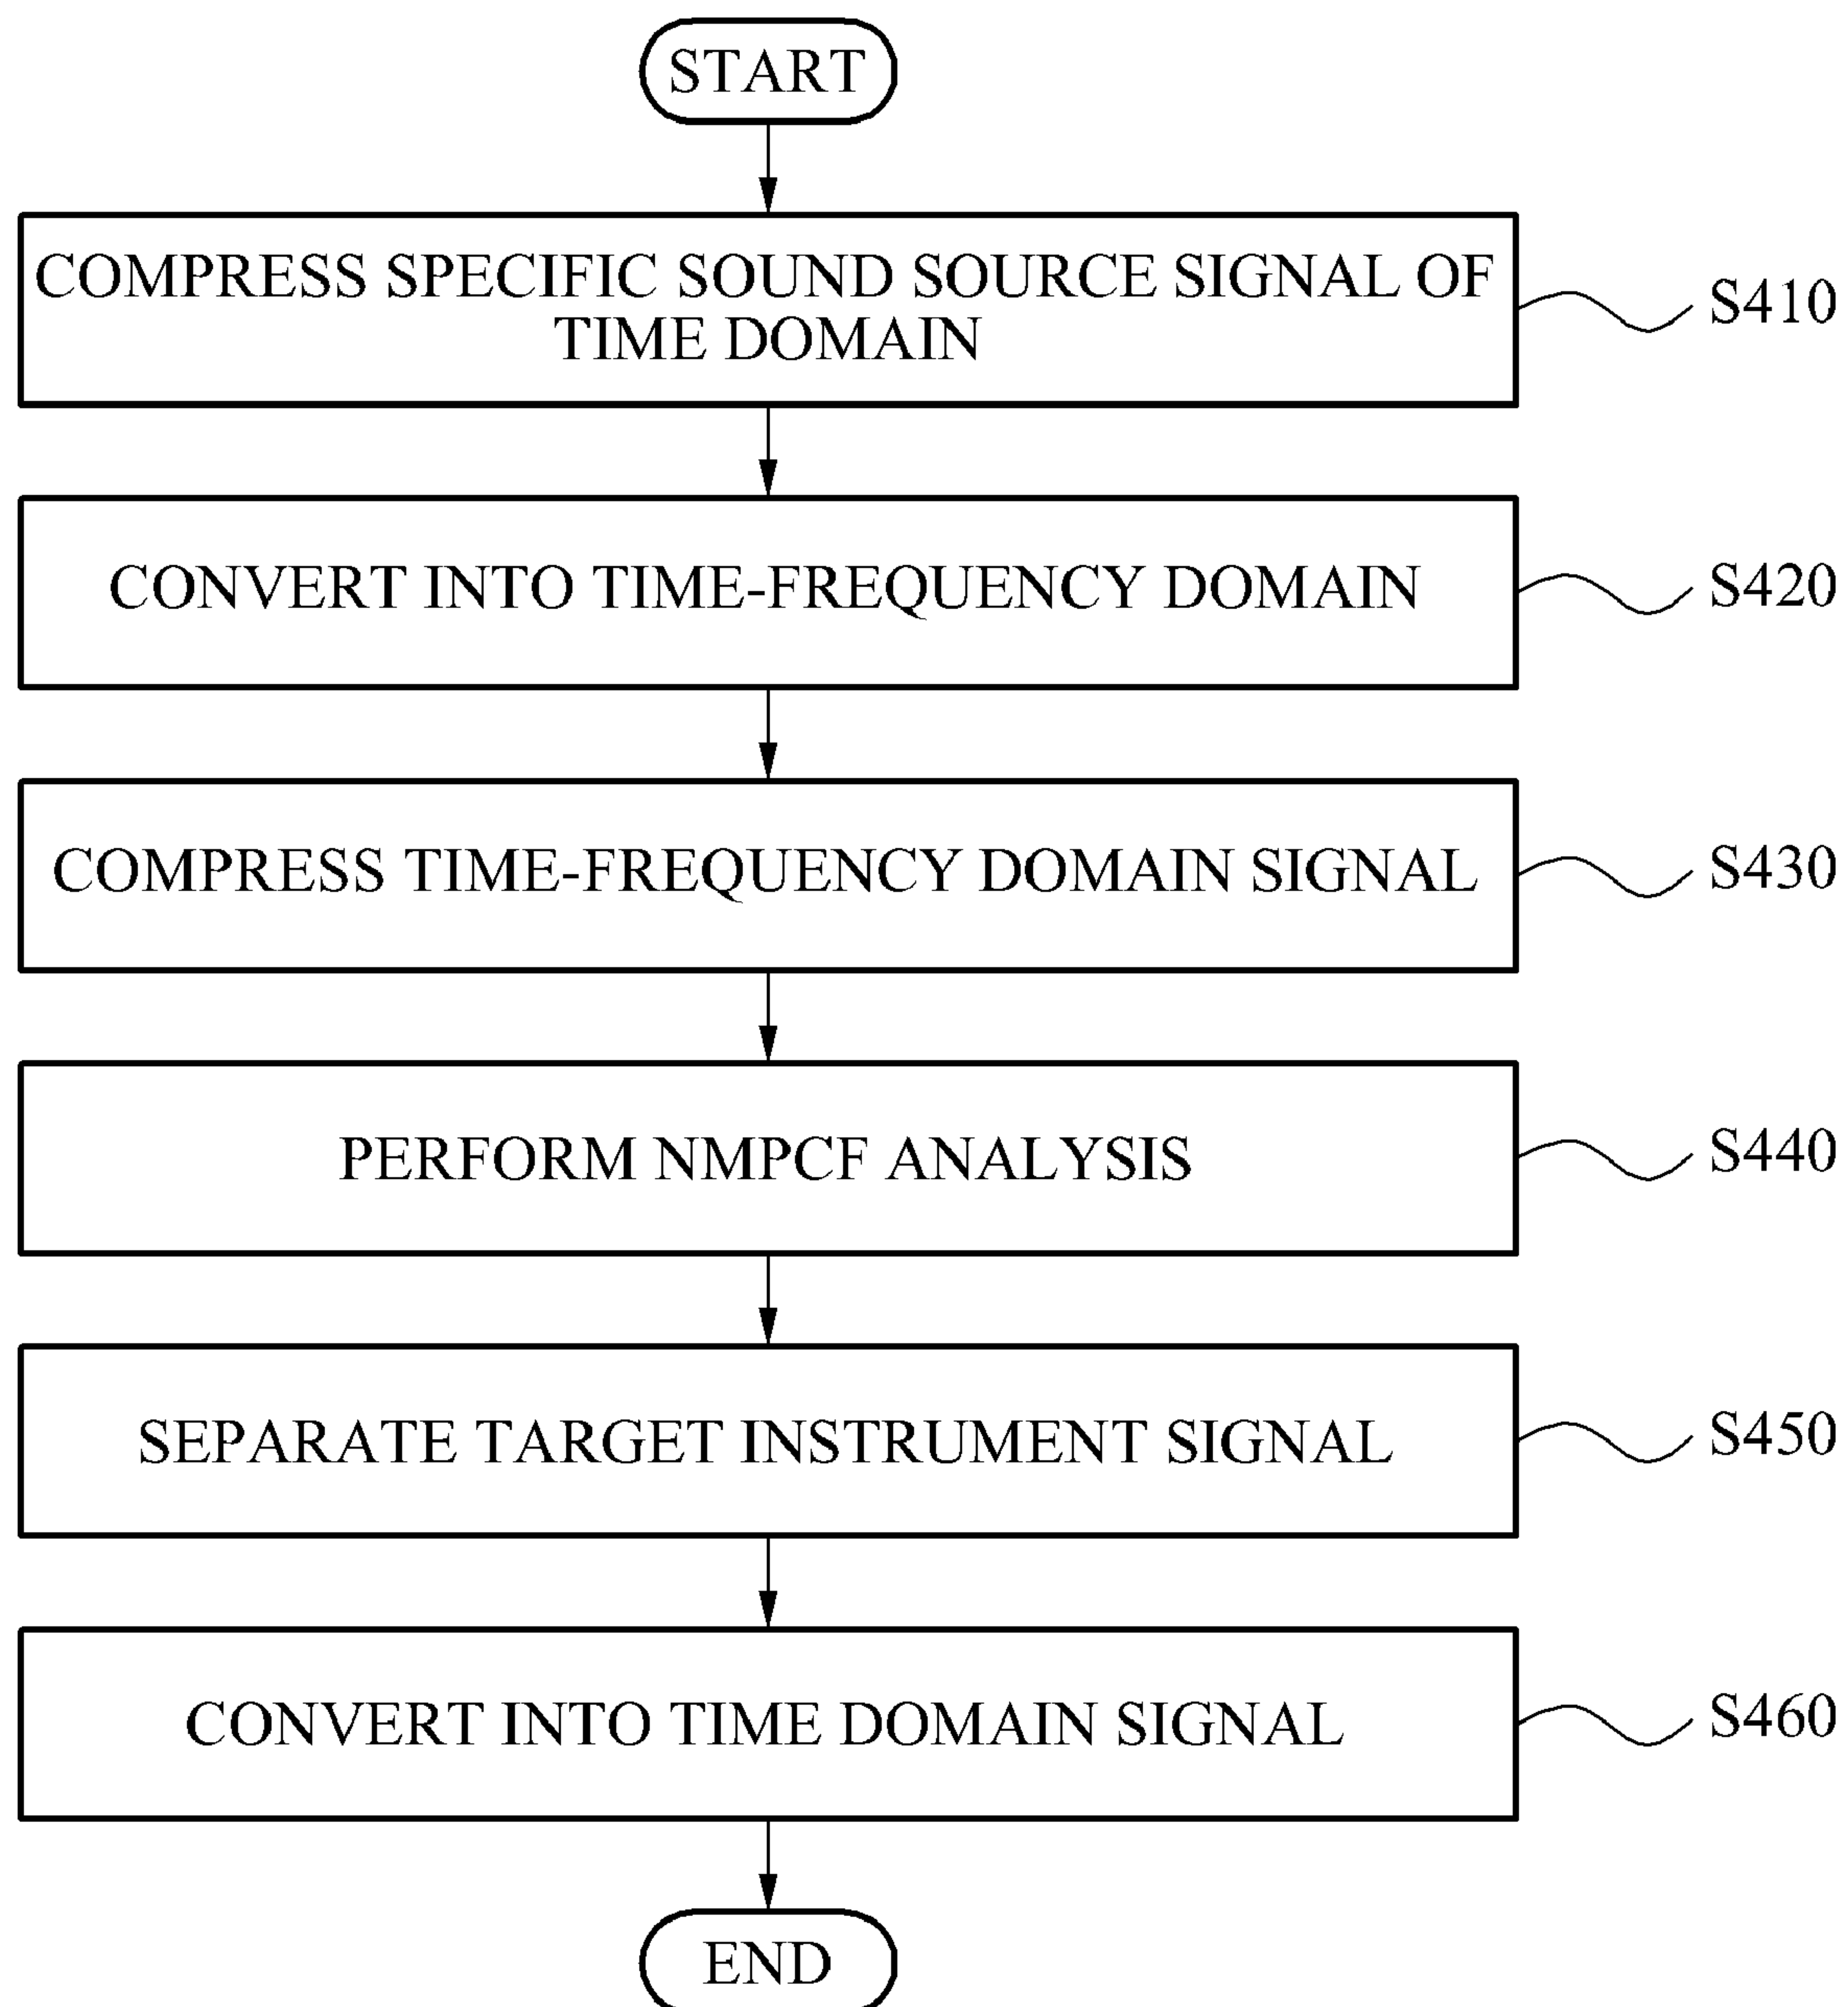 START
COMPRESS SPECIFIC SOUND SOURCE SIGNAL OF
TIME DOMAIN
S410
CONVERT INTO TIME-FREQUENCY DOMAIN
S420
COMPRESS TIME-FREQUENCY DOMAIN SIGNAL
S430
PERFORM NMPCF ANALYSIS
S440
SEPARATE TARGET INSTRUMENT SIGNAL
S450
CONVERT INTO TIME DOMAIN SIGNAL
S460
END